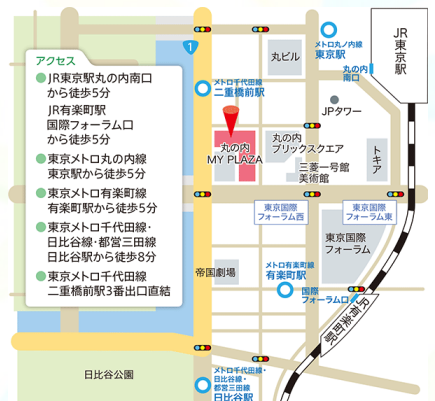 アクセス
JR東京駅丸の内南口
から徒歩5分
JR有楽町駅
国際フォーラム口
から徒歩5分
東京メトロ丸の内線
東京駅から徒歩5分
東京メトロ有楽町線
有楽町駅から徒歩5分
東京メトロ千代田線・
日比谷線・都営三田線
日比谷駅から徒歩8分
東京メトロ千代田線
二重橋前駅3番出口直結
1
丸ビル
メトロ丸ノ内線
東京駅
JR
東京駅
丸の内
南口
メトロ千代田線
二重橋前駅
JPタワー
丸の内
MY PLAZA
丸の内
ブリックスクエア
三菱一号館
美術館
トキア
東京国際
フォーラム西
東京国際
フォーラム東
東京国際
フォーラム
帝国劇場
メトロ有楽町線
有楽町駅
国際
フォーラム口
JR有楽町駅
日比谷公園
メトロ千代田線・
日比谷線・
都営三田線
日比谷駅